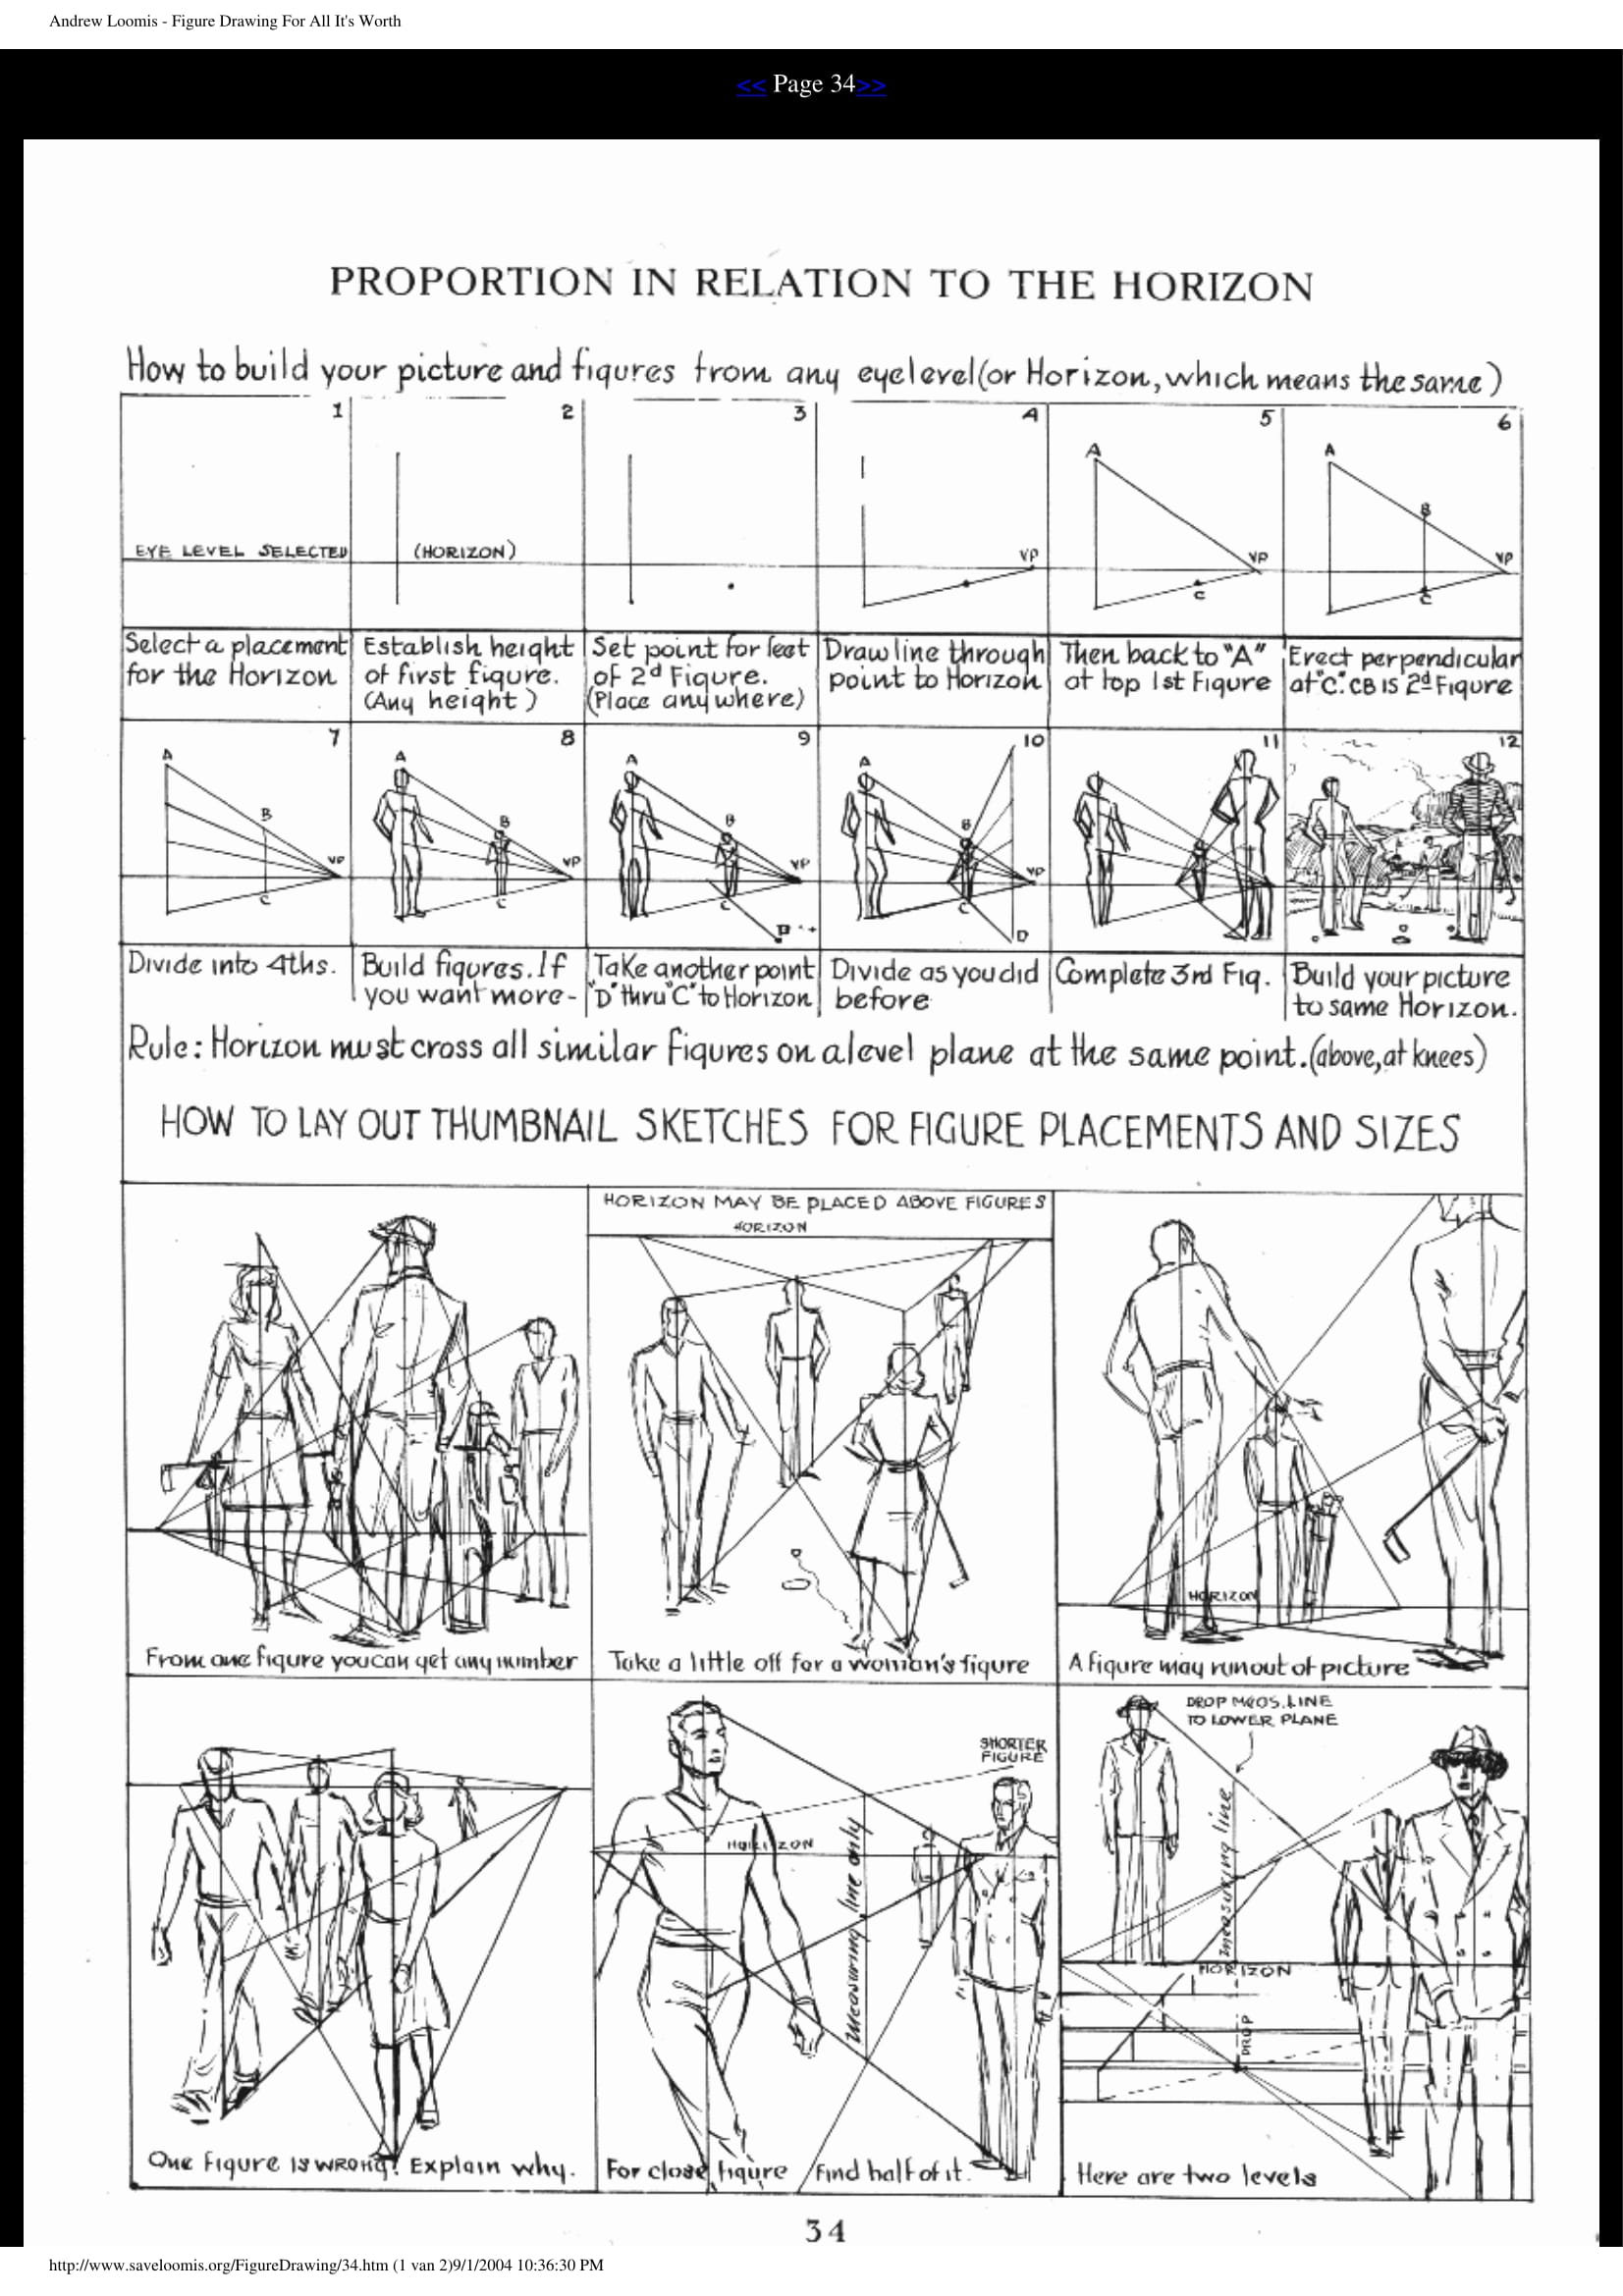 Andrew Loomis - Figure Drawing For All It's Worth
<< Page 34>>
PROPORTION IN RELATION TO THE HORIZON
How to build your picture and figures from any eyelevel (or Horizon, which means the same)
1
2
3
4
5
6
EYE LEVEL SELECTED
(HORIZON)
VP
A
VP
C
A
B
VP
C
Select a placement
for the Horizon
Establish height
of first figure.
(Any height)
Set point for feet
of 2d Figure.
(Place anywhere)
Draw line through
point to Horizon
Then back to "A"
at top 1st Figure
Erect perpendicular
at "C". CB is 2d Figure
7
8
9
10
11
12
A
B
VP
C
A
B
VP
C
A
B
VP
C
D
A
B
VP
C
D
Divide into 4ths.
Build figures. If
you want more-
Take another point
"D" thru "C" to Horizon
Divide as you did
before
Complete 3rd Fig.
Build your picture
to same Horizon.
Rule: Horizon must cross all similar figures on a level plane at the same point. (above, at knees)
HOW TO LAY OUT THUMBNAIL SKETCHES FOR FIGURE PLACEMENTS AND SIZES
HORIZON MAY BE PLACED ABOVE FIGURES
HORIZON
HORIZON
From one figure you can get any number
Take a little off for a woman's figure
A figure may run out of picture
DROP MEAS. LINE
TO LOWER PLANE
SHORTER
FIGURE
HORIZON
Measuring line only
measuring line
HORIZON
DROP
One figure is wrong! Explain why.
For close figure find half of it.
Here are two levels
34
http://www.saveloomis.org/FigureDrawing/34.htm (1 van 2)9/1/2004 10:36:30 PM